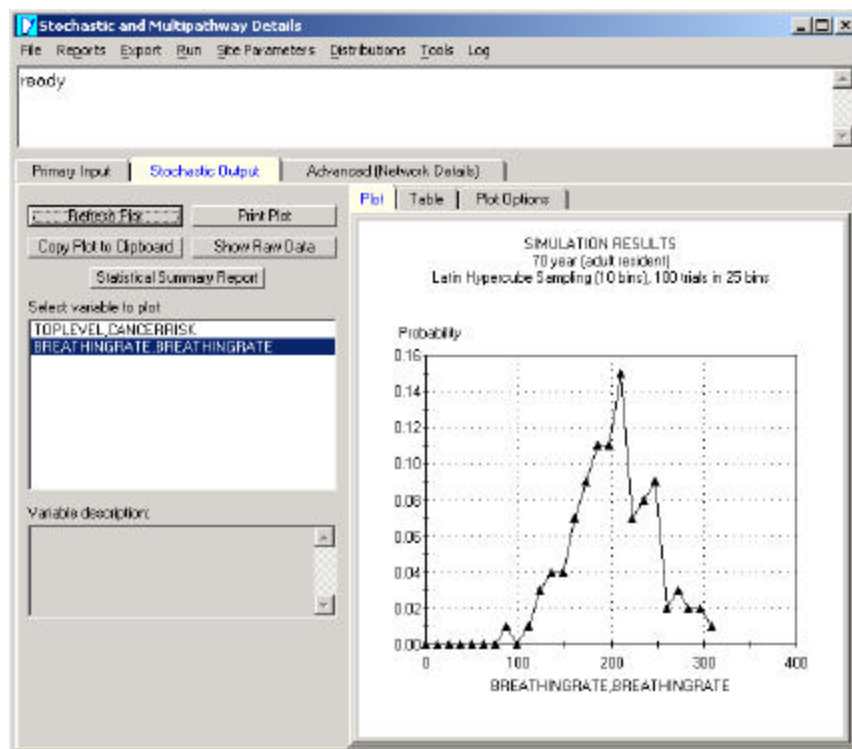 Stochastic and Multipathway Details
File Reports Export Run Site Parameters Distributions Tools Log
ready
Primary Input Stochastic Output Advanced (Network Details)
Refresh Plot Print Plot
Copy Plot to Clipboard Show Raw Data
Statistical Summary Report
Select variable to plot
TOPLEVEL,CANCERRISK
BREATHINGRATE,BREATHINGRATE
Variable description:
Plot Table Plot Options
SIMULATION RESULTS
70 year (adult resident)
Latin Hypercube Sampling (10 bins), 100 trials in 25 bins
Probability
0.16
0.14
0.12
0.10
0.08
0.06
0.04
0.02
0.00
0 100 200 300 400
BREATHINGRATE,BREATHINGRATE